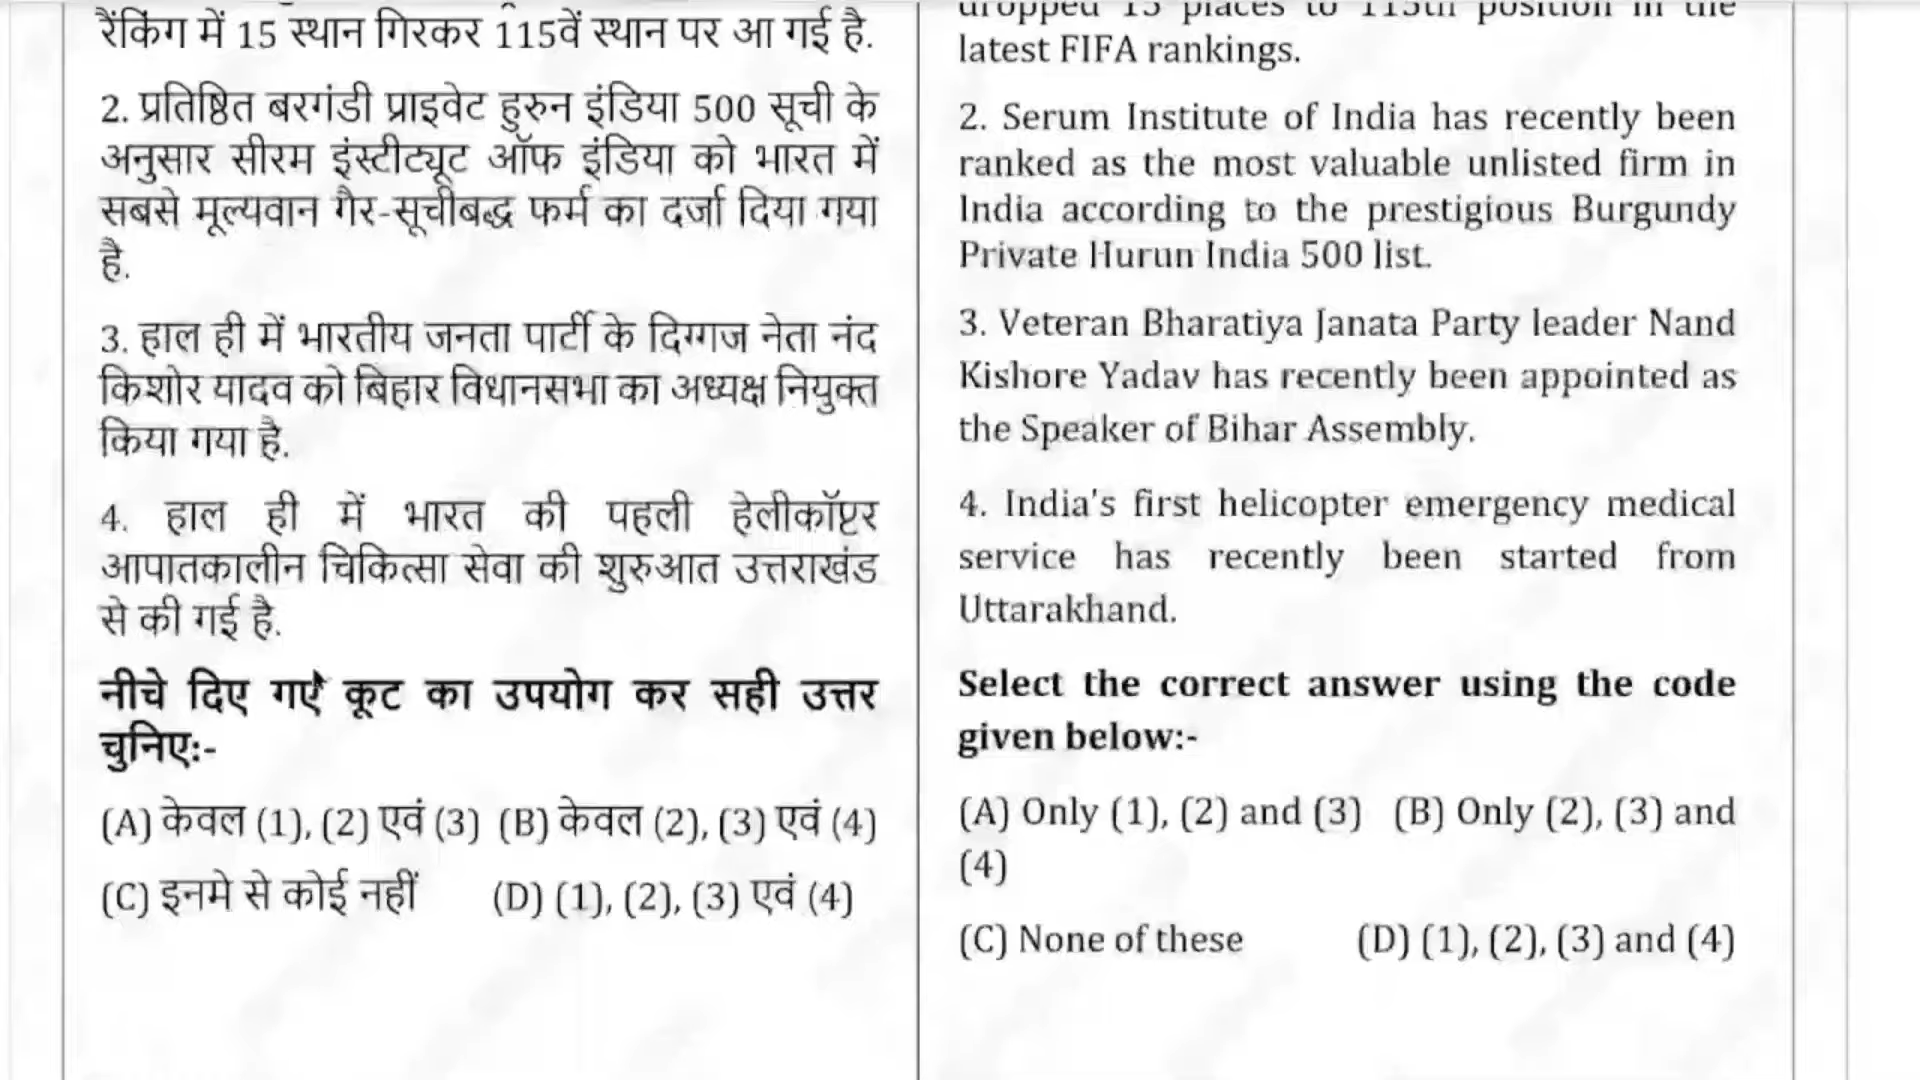 रैंकिंग में 15 स्थान गिरकर 115वें स्थान पर आ गई है.
2. प्रतिष्ठित बरगंडी प्राइवेट हुरुन इंडिया 500 सूची के
अनुसार सीरम इंस्टीट्यूट ऑफ इंडिया को भारत में
सबसे मूल्यवान गैर-सूचीबद्ध फर्म का दर्जा दिया गया
है.
3. हाल ही में भारतीय जनता पार्टी के दिग्गज नेता नंद
किशोर यादव को बिहार विधानसभा का अध्यक्ष नियुक्त
किया गया है.
4. हाल ही में भारत की पहली हेलीकॉप्टर
आपातकालीन चिकित्सा सेवा की शुरुआत उत्तराखंड
से की गई है.
नीचे दिए गए कूट का उपयोग कर सही उत्तर
चुनिए:-
(A) केवल (1), (2) एवं (3) (B) केवल (2), (3) एवं (4)
(C) इनमे से कोई नहीं (D) (1), (2), (3) एवं (4)
dropped 15 places to 115th position in the
latest FIFA rankings.
2. Serum Institute of India has recently been
ranked as the most valuable unlisted firm in
India according to the prestigious Burgundy
Private Hurun India 500 list.
3. Veteran Bharatiya Janata Party leader Nand
Kishore Yadav has recently been appointed as
the Speaker of Bihar Assembly.
4. India's first helicopter emergency medical
service has recently been started from
Uttarakhand.
Select the correct answer using the code
given below:-
(A) Only (1), (2) and (3) (B) Only (2), (3) and
(4)
(C) None of these (D) (1), (2), (3) and (4)